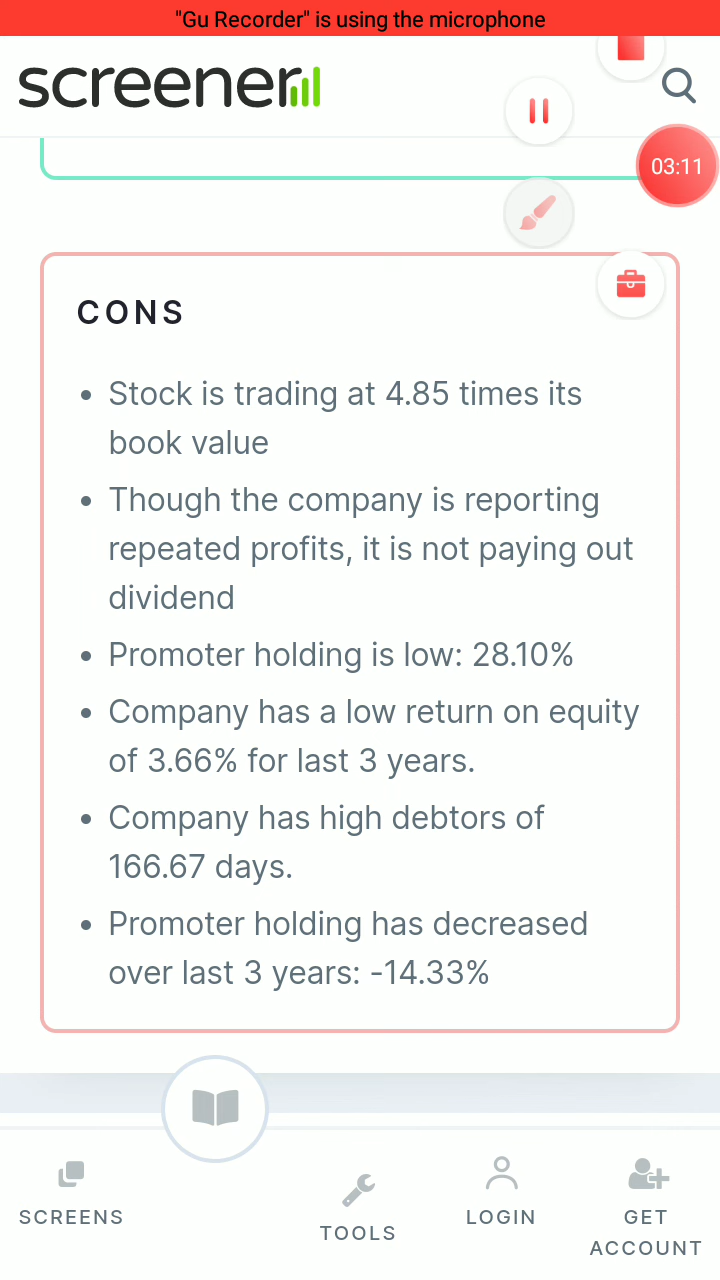 "Gu Recorder" is using the microphone
screener
03:11
CONS
• Stock is trading at 4.85 times its
book value
• Though the company is reporting
repeated profits, it is not paying out
dividend
• Promoter holding is low: 28.10%
• Company has a low return on equity
of 3.66% for last 3 years.
• Company has high debtors of
166.67 days.
• Promoter holding has decreased
over last 3 years: -14.33%
SCREENS
TOOLS
LOGIN
GET
ACCOUNT